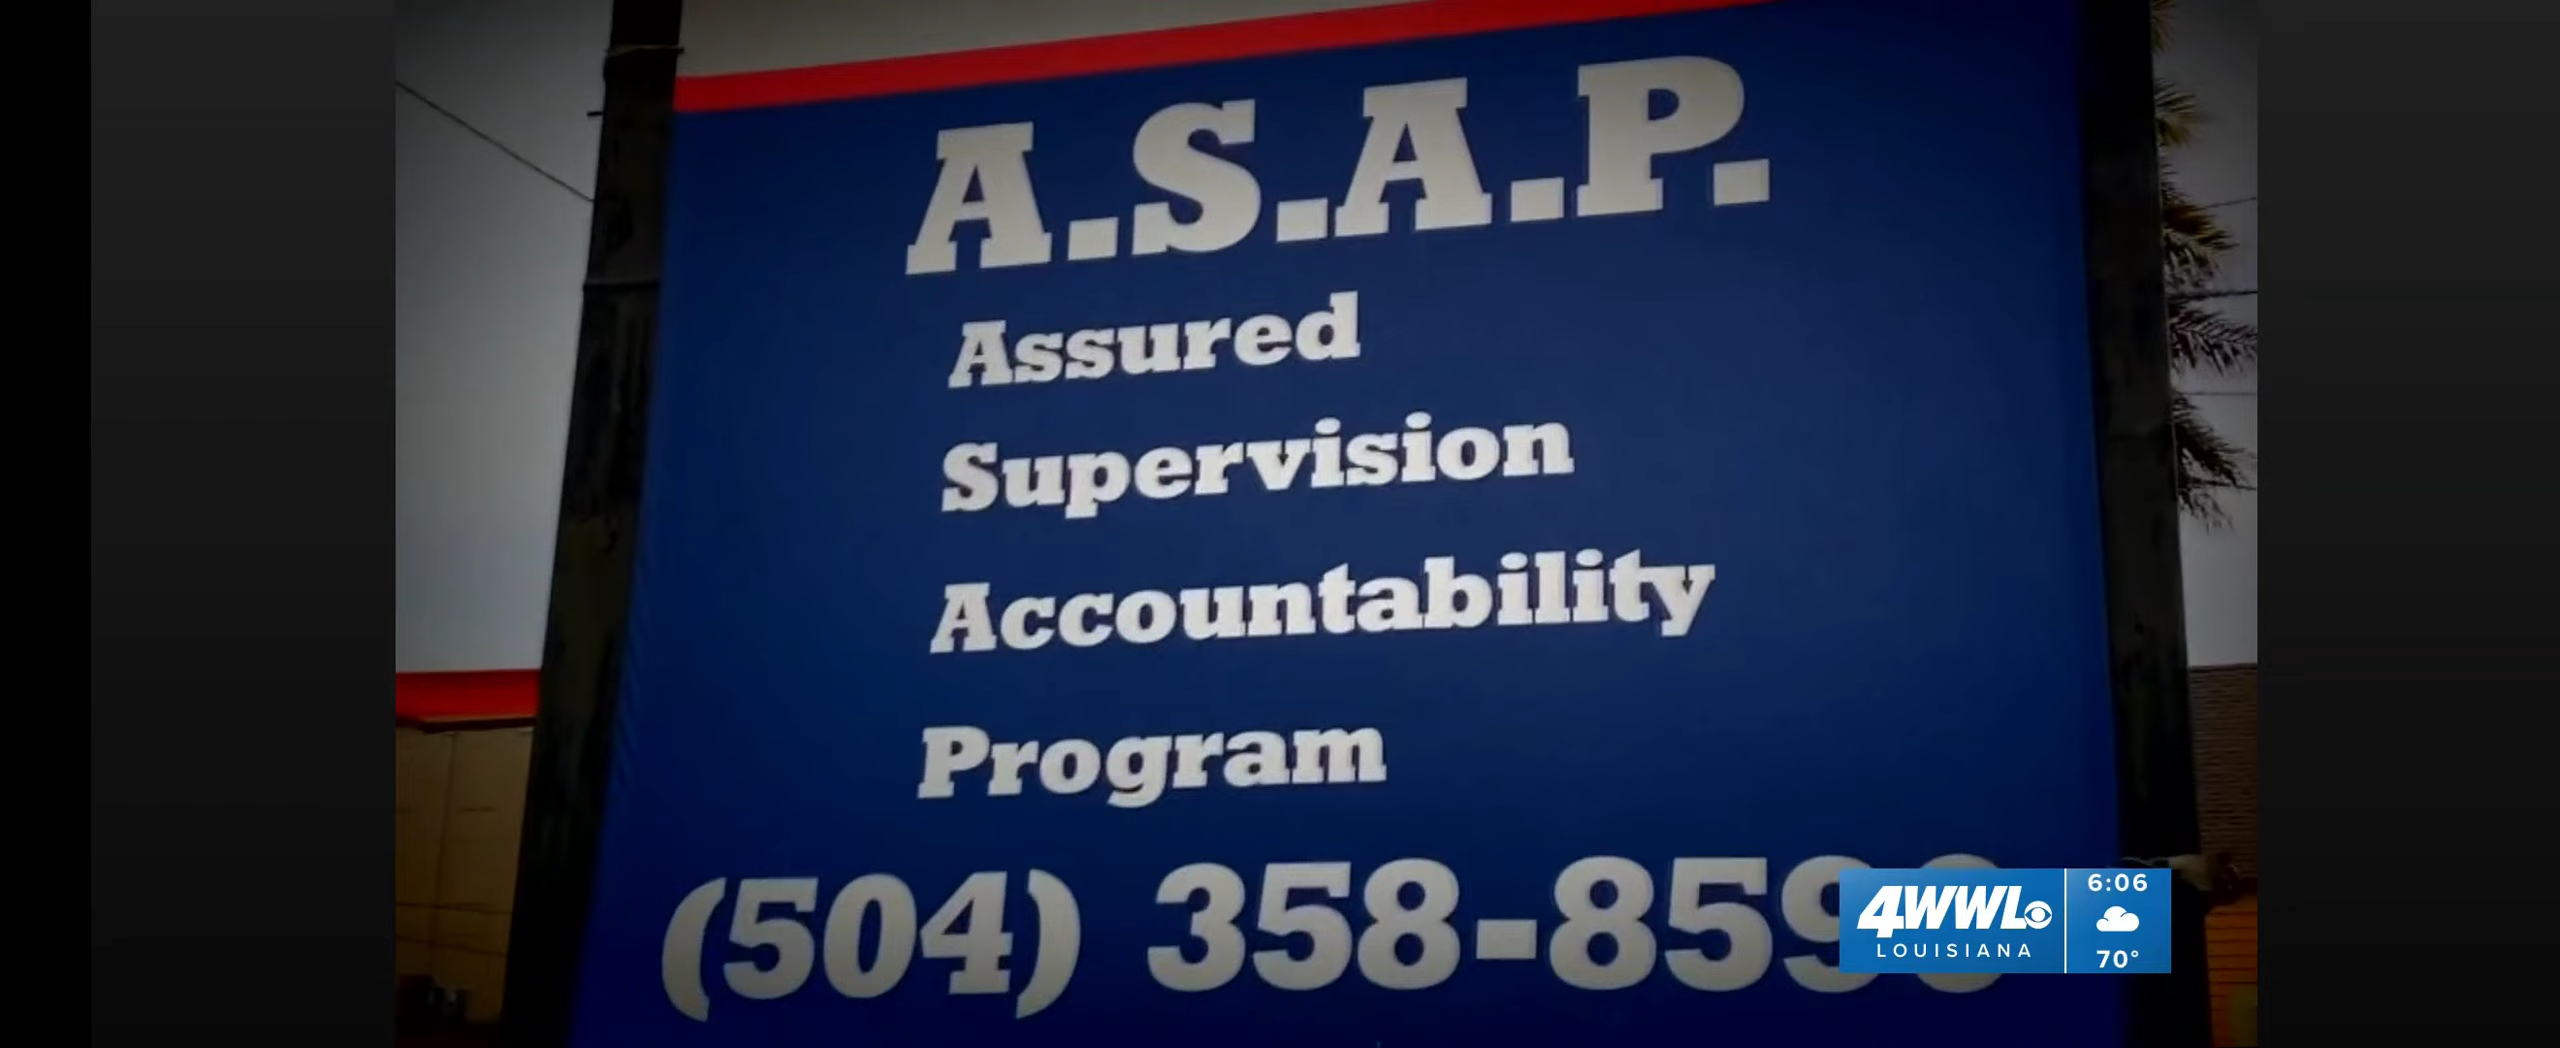 A.S.A.P.
Assured
Supervision
Accountability
Program
(504) 358-859
4WWL
LOUISIANA
6:06
70°